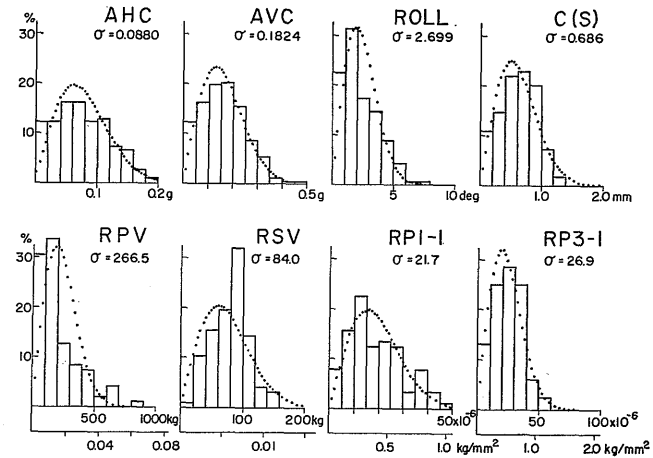 AHC AVC ROLL C(S)
% σ=0.0880 σ=0.1824 σ=2.699 σ=0.686
30
20
10
0.1 0.2g 0.5g 5 10deg 1.0 2.0mm
RPV RSV RP1-1 RP3-1
% σ=266.5 σ=84.0 σ=21.7 σ=26.9
30
20
10
500 1000kg 100 200kg 50x10⁻⁶ 50 100x10⁻⁶
0.04 0.08 0.01 0.5 1.0 kg/mm² 1.0 2.0 kg/mm²